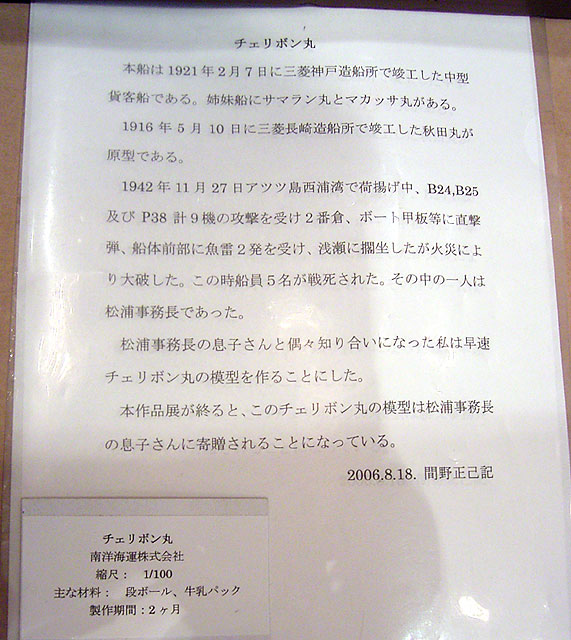 チェリボン丸
本船は1921年2月7日に三菱神戸造船所で竣工した中型
貨客船である。姉妹船にサマラン丸とマカッサ丸がある。
1916年5月10日に三菱長崎造船所で竣工した秋田丸が
原型である。
1942年11月27日アツツ島西浦湾で荷揚げ中、B24,B25
及びP38計9機の攻撃を受け2番倉、ボート甲板等に直撃
弾、船体前部に魚雷2発を受け、浅瀬に擱坐したが火災によ
り大破した。この時船員5名が戦死された。その中の一人は
松浦事務長であった。
松浦事務長の息子さんと偶々知り合いになった私は早速
チェリボン丸の模型を作ることにした。
本作品展が終ると、このチェリボン丸の模型は松浦事務長
の息子さんに寄贈されることになっている。
2006.8.18. 間野正己記
チェリボン丸
南洋海運株式会社
縮尺： 1/100
主な材料： 段ボール、牛乳パック
製作期間：2ヶ月